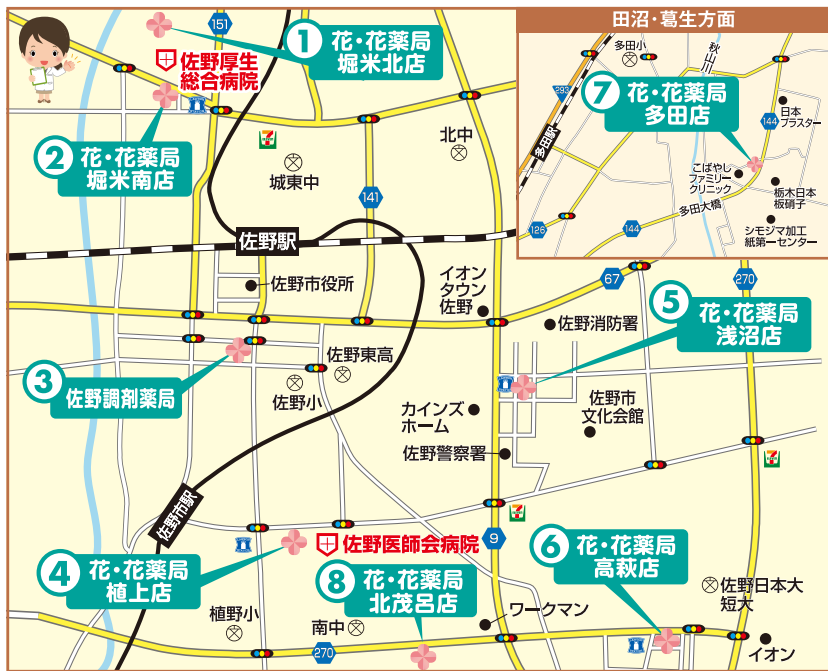 151
1
花・花薬局
堀米北店
佐野厚生
総合病院
2
花・花薬局
堀米南店
城東中
北中
141
佐野駅
佐野市役所
イオン
タウン
佐野
67
270
佐野消防署
5
花・花薬局
浅沼店
3
佐野調剤薬局
佐野東高
佐野小
カインズ
ホーム
佐野市
文化会館
佐野警察署
佐野市駅
4
花・花薬局
植上店
佐野医師会病院
9
6
花・花薬局
高萩店
8
花・花薬局
北茂呂店
植野小
南中
270
ワークマン
佐野日本大
短大
イオン
田沼・葛生方面
多田小
秋山川
293
多田駅
7
花・花薬局
多田店
日本
プラスター
144
こばやし
ファミリー
クリニック
栃木日本
板硝子
多田大橋
126
144
シモジマ加工
紙第一センター